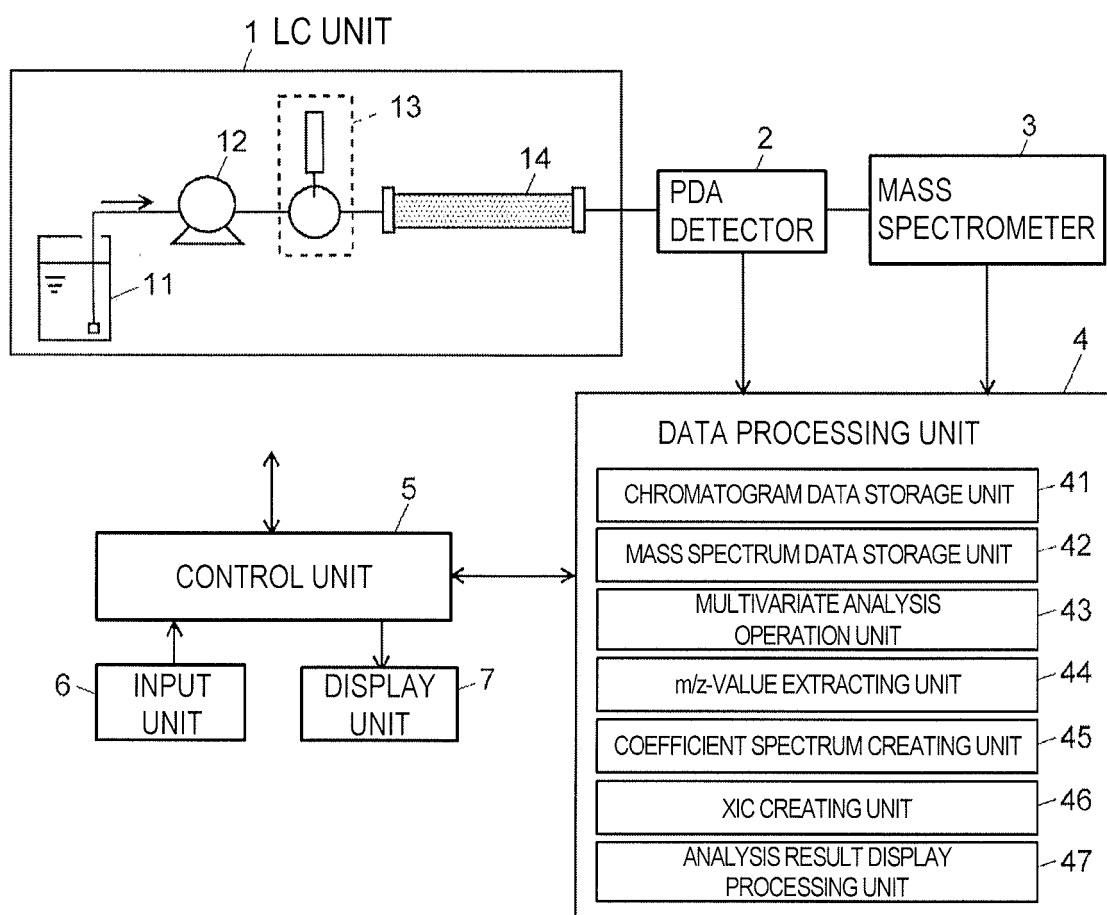 1 LC UNIT
13
12
14
2
3
PDA
DETECTOR
MASS
SPECTROMETER
11
4
DATA PROCESSING UNIT
CHROMATOGRAM DATA STORAGE UNIT 41
MASS SPECTRUM DATA STORAGE UNIT 42
MULTIVARIATE ANALYSIS
OPERATION UNIT 43
m/z-VALUE EXTRACTING UNIT 44
COEFFICIENT SPECTRUM CREATING UNIT 45
XIC CREATING UNIT 46
ANALYSIS RESULT DISPLAY
PROCESSING UNIT 47
5
CONTROL UNIT
6 INPUT
UNIT
DISPLAY 7
UNIT